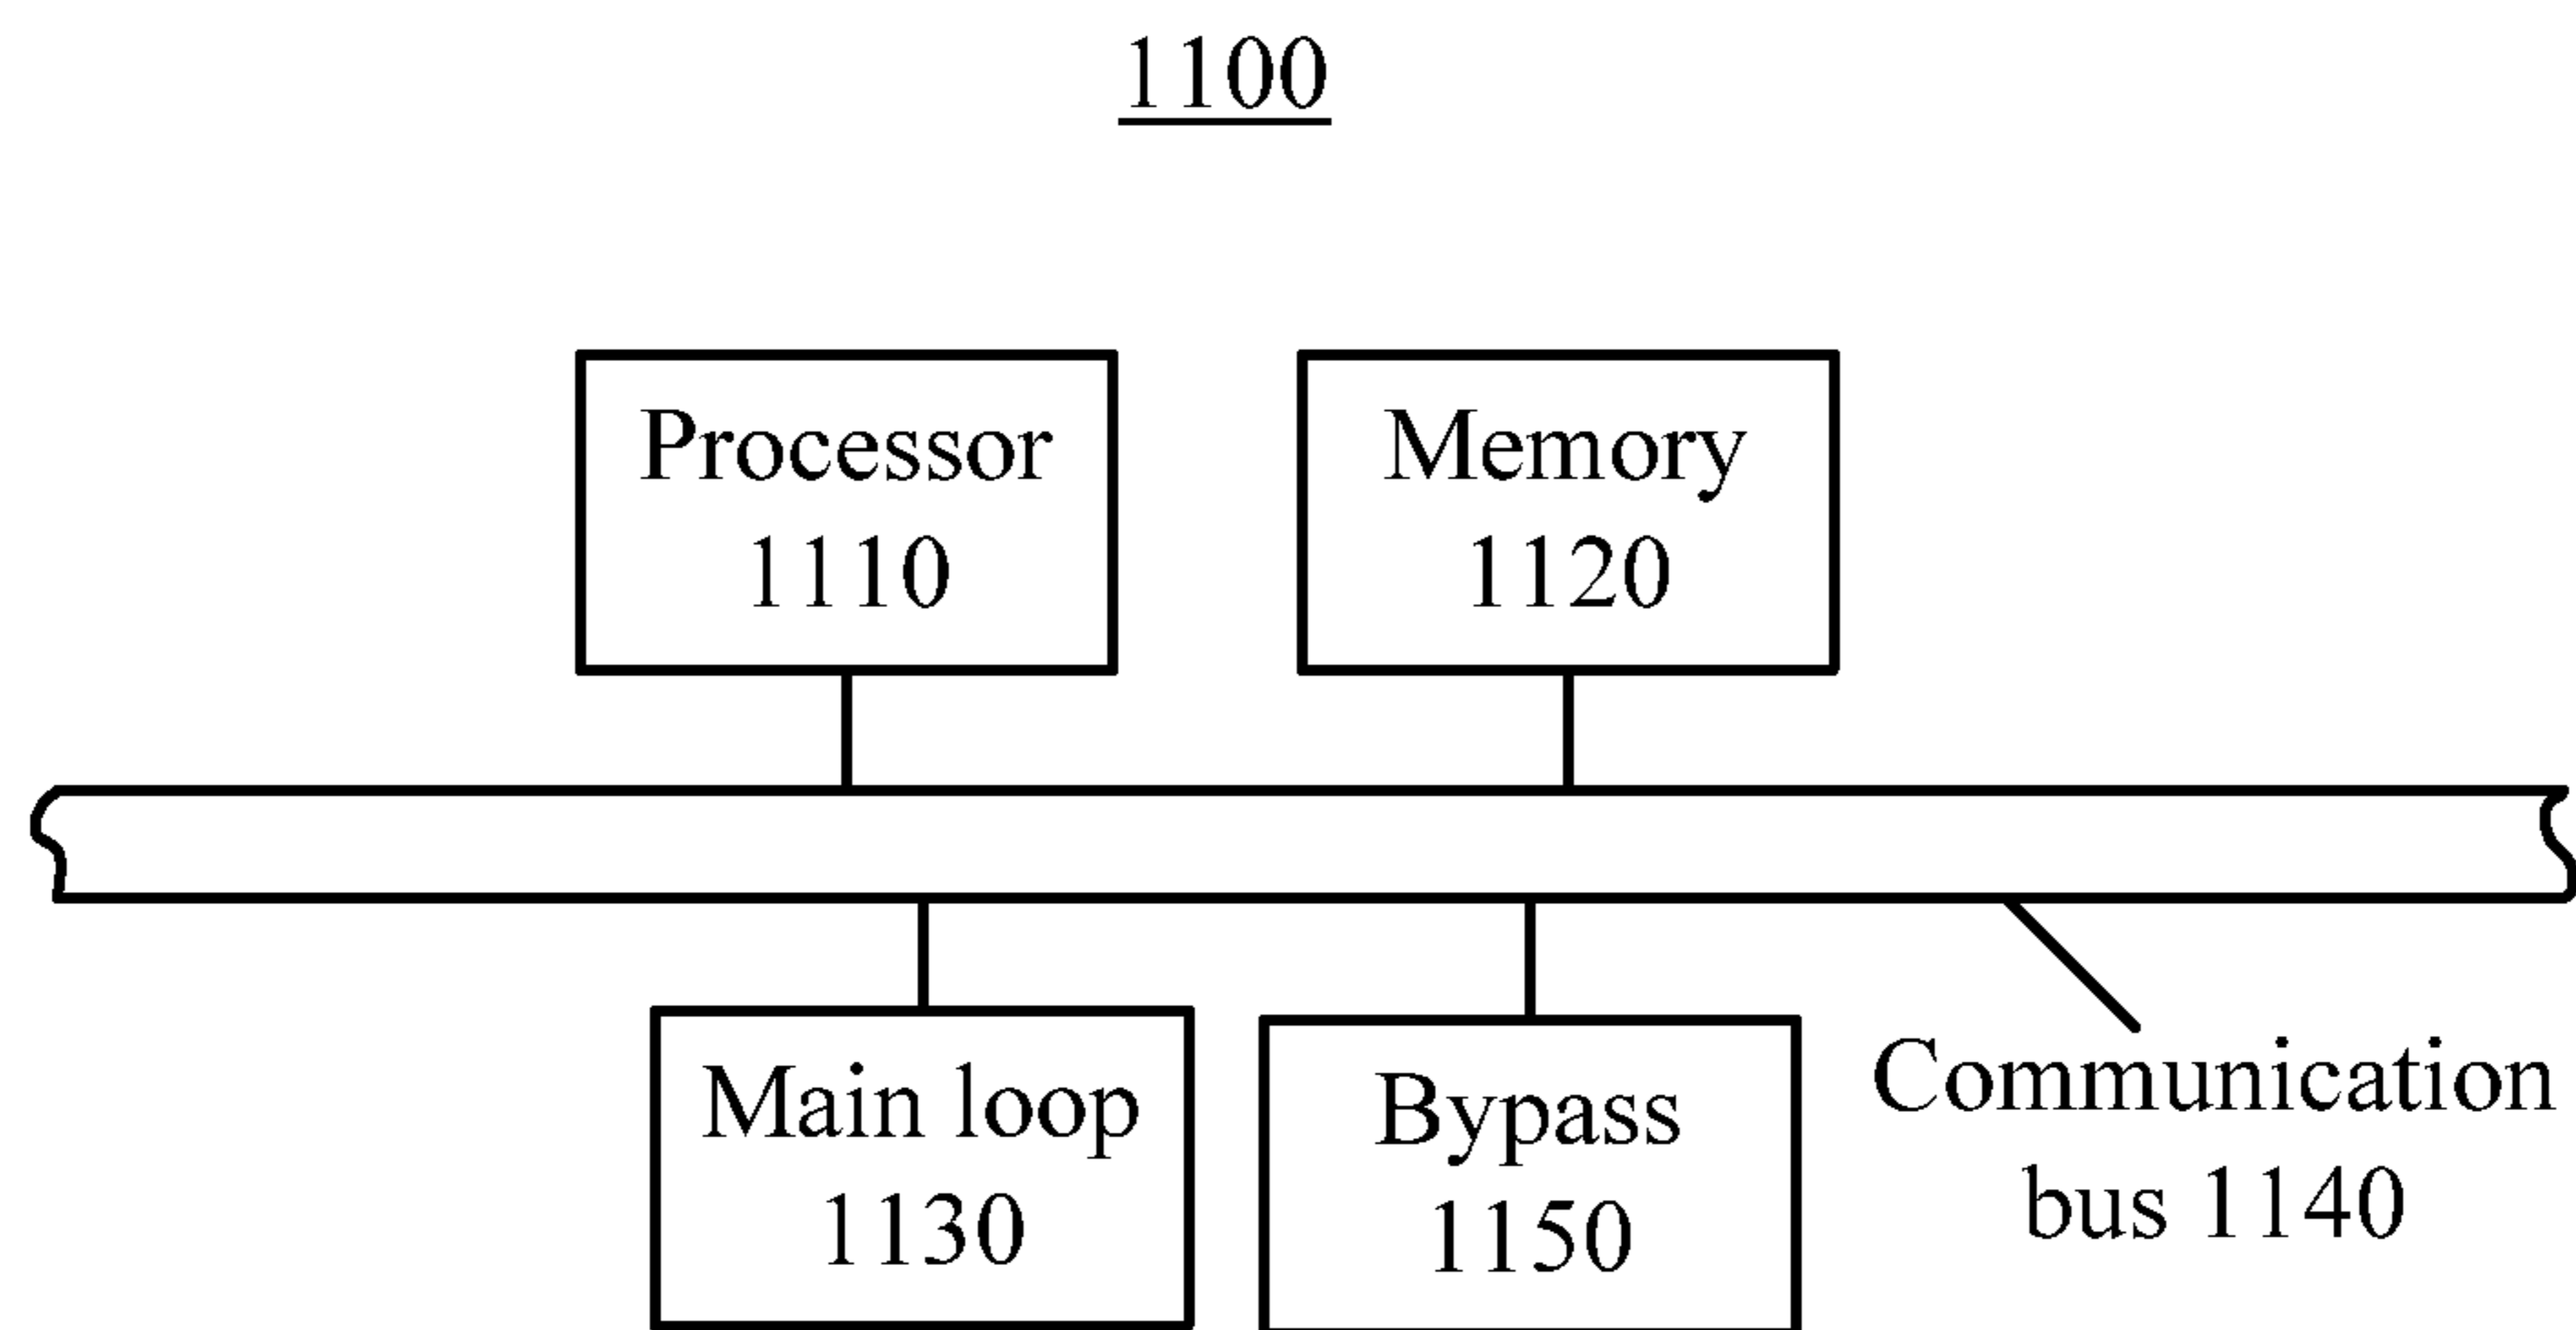 1100
Processor
1110
Memory
1120
Main loop
1130
Bypass
1150
Communication
bus 1140